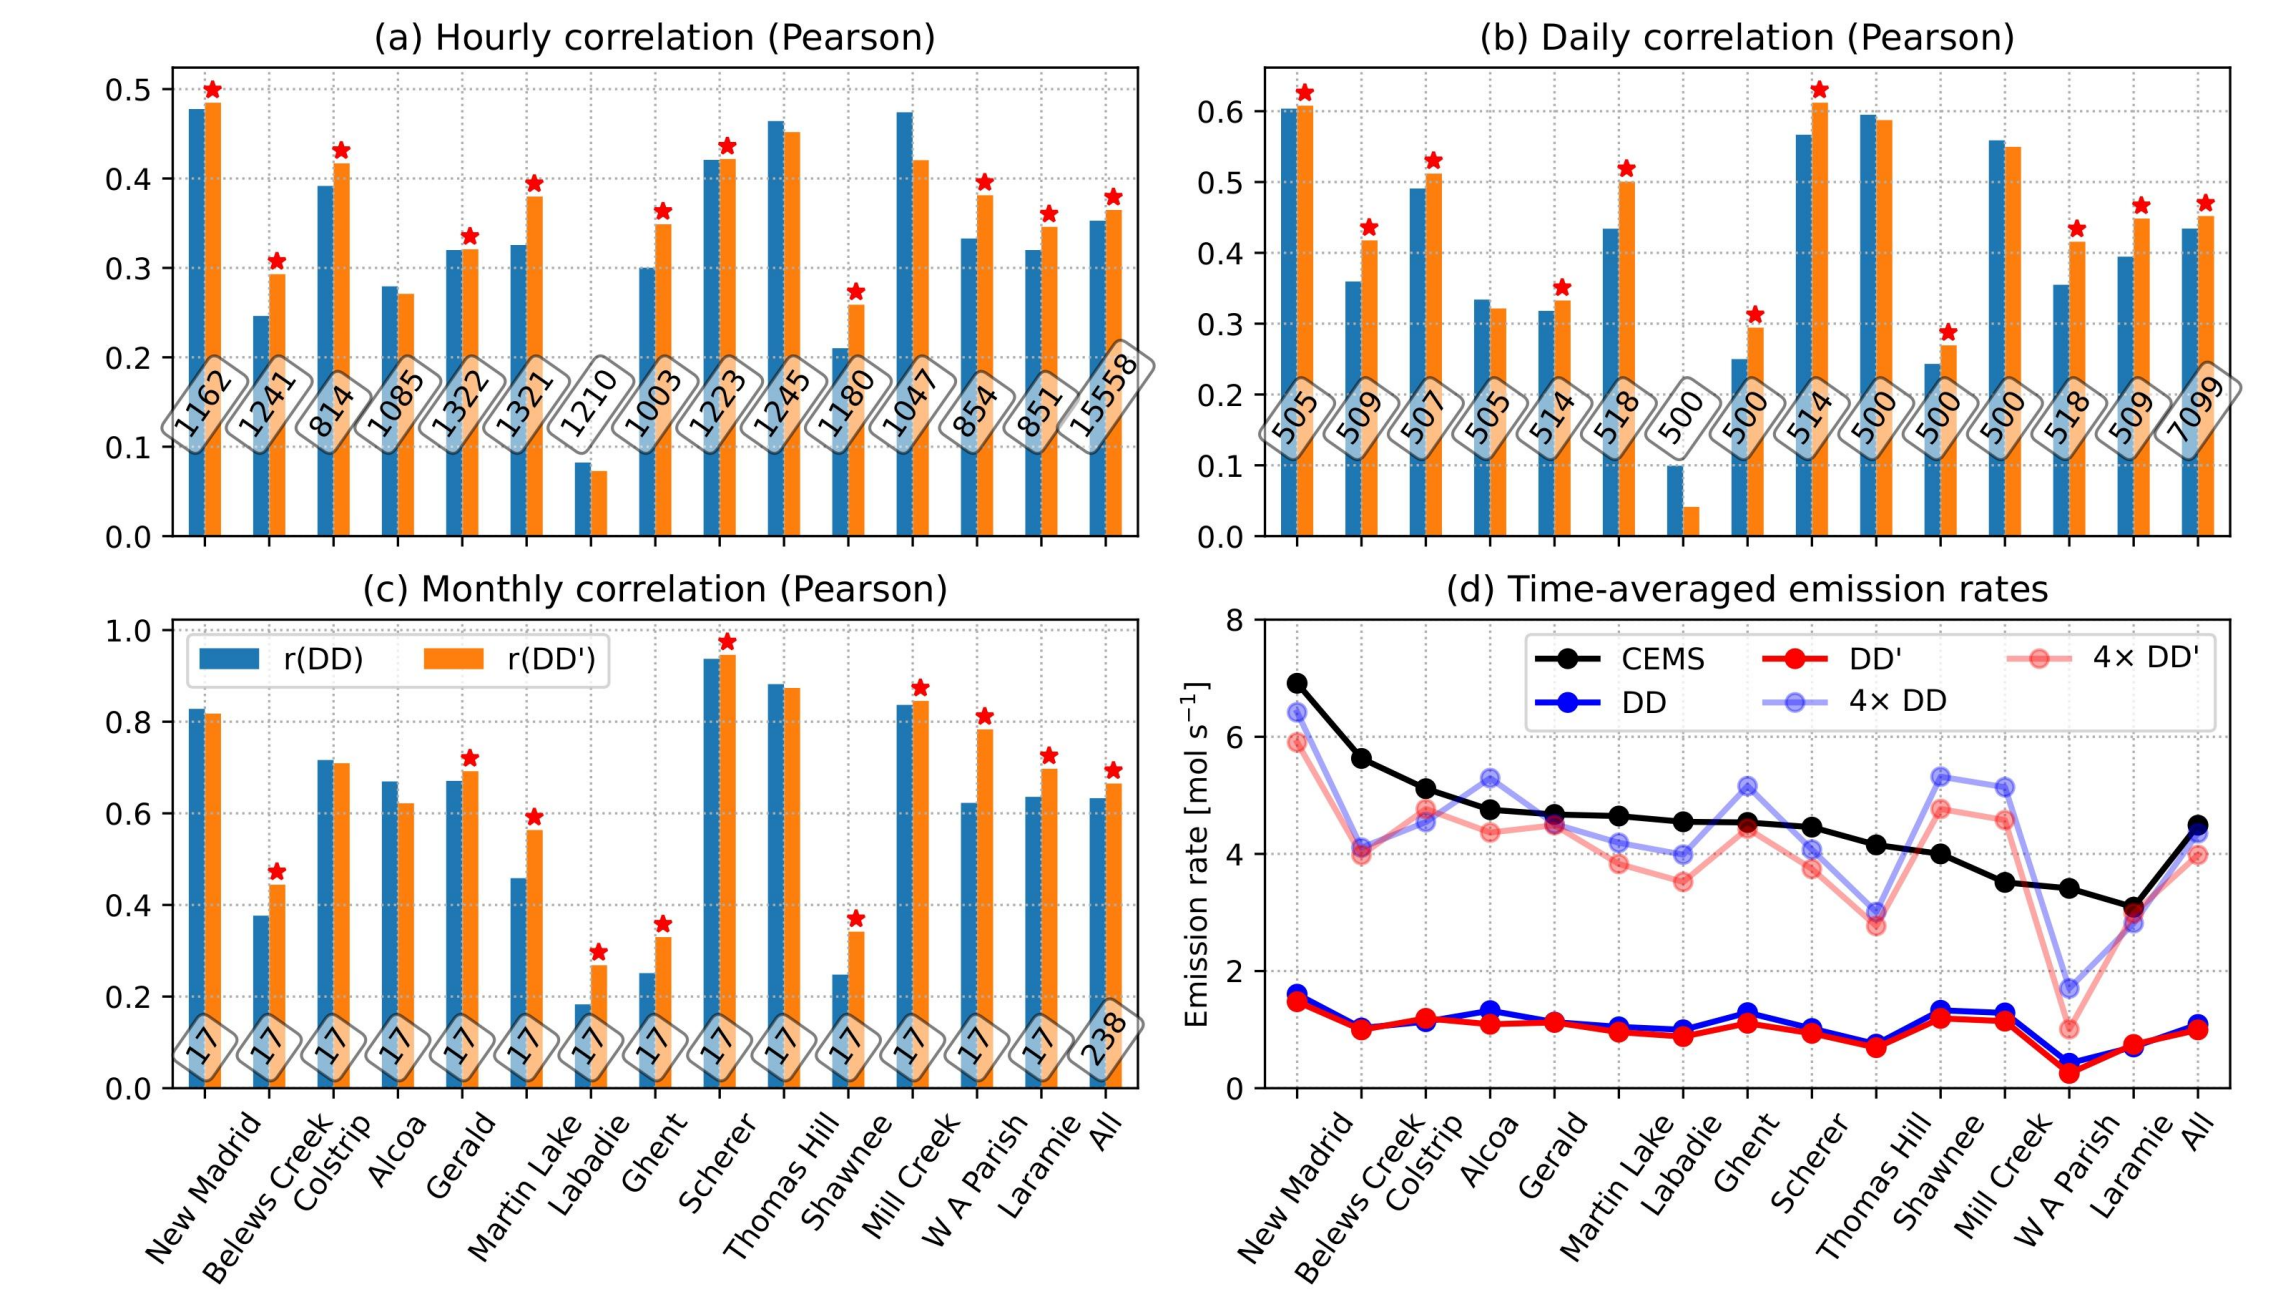 (a) Hourly correlation (Pearson)
0.5
0.4
0.3
0.2
0.1
0.0
1162
1241
814
1085
1322
1321
1210
1003
1223
1245
1180
1047
854
851
15558
(b) Daily correlation (Pearson)
0.6
0.5
0.4
0.3
0.2
0.1
0.0
505
509
507
505
514
518
500
500
514
500
500
500
518
509
7099
(c) Monthly correlation (Pearson)
1.0
0.8
0.6
0.4
0.2
0.0
r(DD) r(DD')
17
17
17
17
17
17
17
17
17
17
17
17
17
17
238
New Madrid
Belews Creek
Colstrip
Alcoa
Gerald
Martin Lake
Labadie
Ghent
Scherer
Thomas Hill
Shawnee
Mill Creek
W A Parish
Laramie
All
(d) Time-averaged emission rates
Emission rate [mol s⁻¹]
8
6
4
2
0
CEMS DD' 4× DD'
DD 4× DD
New Madrid
Belews Creek
Colstrip
Alcoa
Gerald
Martin Lake
Labadie
Ghent
Scherer
Thomas Hill
Shawnee
Mill Creek
W A Parish
Laramie
All